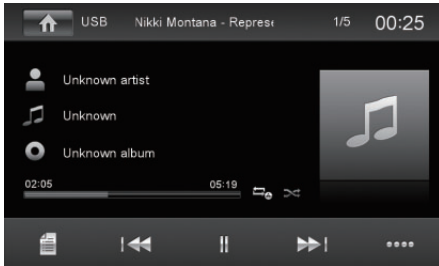 USB Nikki Montana - Represe 1/5 00:25
Unknown artist
Unknown
Unknown album
02:05 05:19